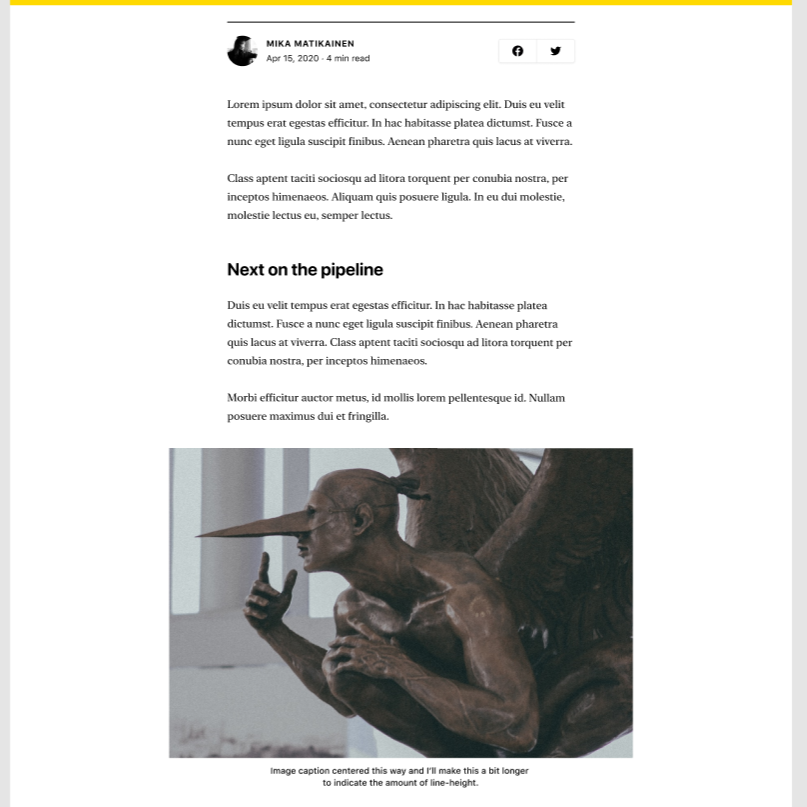 MIKA MATIKAINEN
Apr 15, 2020 · 4 min read
Lorem ipsum dolor sit amet, consectetur adipiscing elit. Duis eu velit
tempus erat egestas efficitur. In hac habitasse platea dictumst. Fusce a
nunc eget ligula suscipit finibus. Aenean pharetra quis lacus at viverra.
Class aptent taciti sociosqu ad litora torquent per conubia nostra, per
inceptos himenaeos. Aliquam quis posuere ligula. In eu dui molestie,
molestie lectus eu, semper lectus.
Next on the pipeline
Duis eu velit tempus erat egestas efficitur. In hac habitasse platea
dictumst. Fusce a nunc eget ligula suscipit finibus. Aenean pharetra
quis lacus at viverra. Class aptent taciti sociosqu ad litora torquent per
conubia nostra, per inceptos himenaeos.
Morbi efficitur auctor metus, id mollis lorem pellentesque id. Nullam
posuere maximus dui et fringilla.
Image caption centered this way and I'll make this a bit longer
to indicate the amount of line-height.